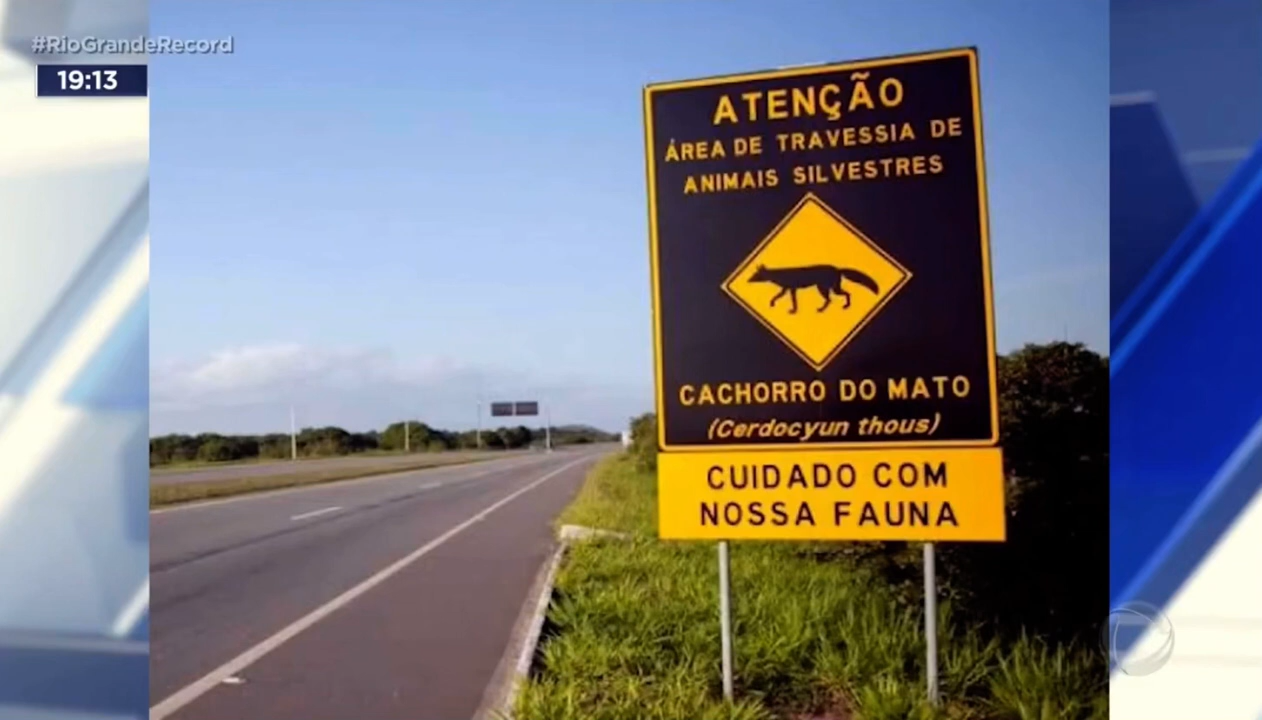 #RioGrandeRecord
19:13
ATENÇÃO
ÁREA DE TRAVESSIA DE
ANIMAIS SILVESTRES
CACHORRO DO MATO
(Cerdocyun thous)
CUIDADO COM
NOSSA FAUNA